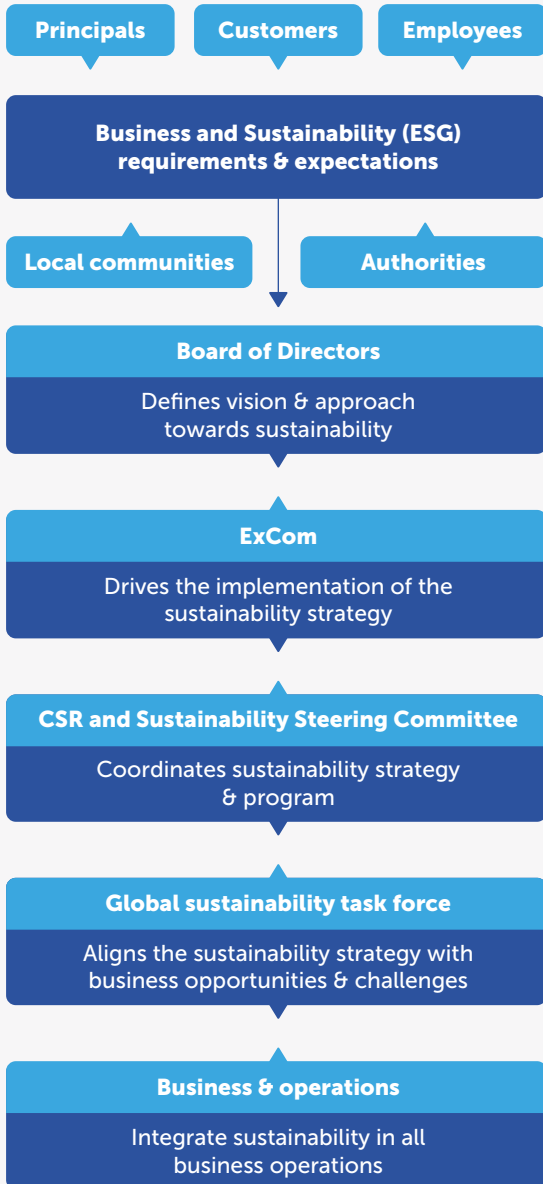 Principals
Customers
Employees
Business and Sustainability (ESG)
requirements & expectations
Local communities
Authorities
Board of Directors
Defines vision & approach
towards sustainability
ExCom
Drives the implementation of the
sustainability strategy
CSR and Sustainability Steering Committee
Coordinates sustainability strategy
& program
Global sustainability task force
Aligns the sustainability strategy with
business opportunities & challenges
Business & operations
Integrate sustainability in all
business operations